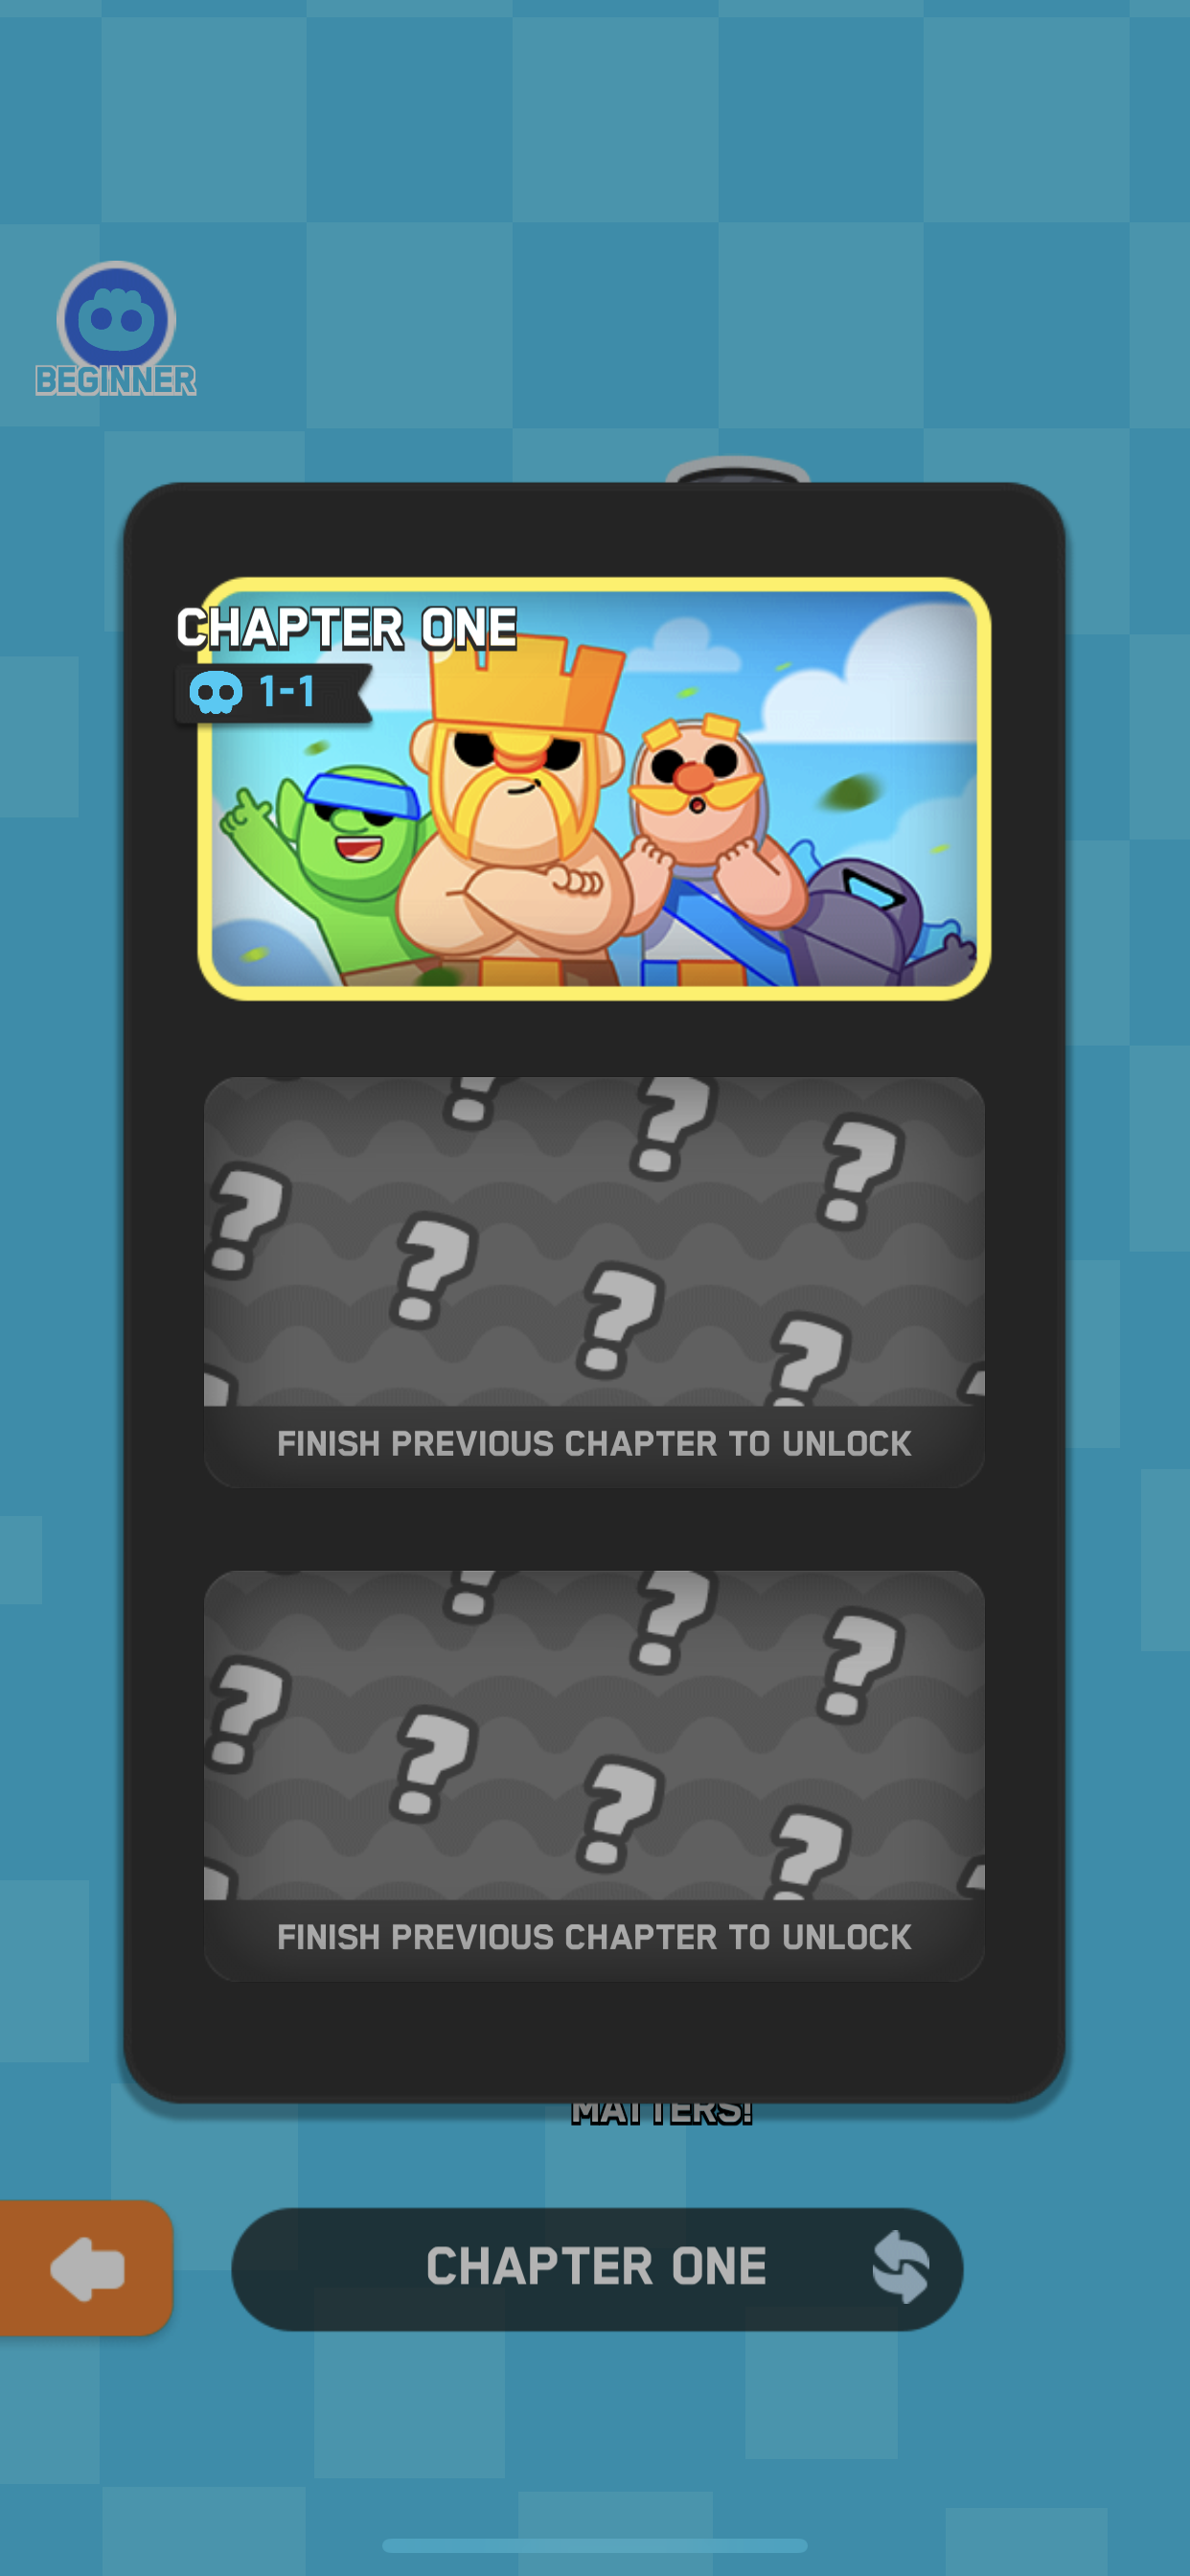 BEGINNER
CHAPTER ONE
1-1
FINISH PREVIOUS CHAPTER TO UNLOCK
FINISH PREVIOUS CHAPTER TO UNLOCK
MATTERS!
CHAPTER ONE